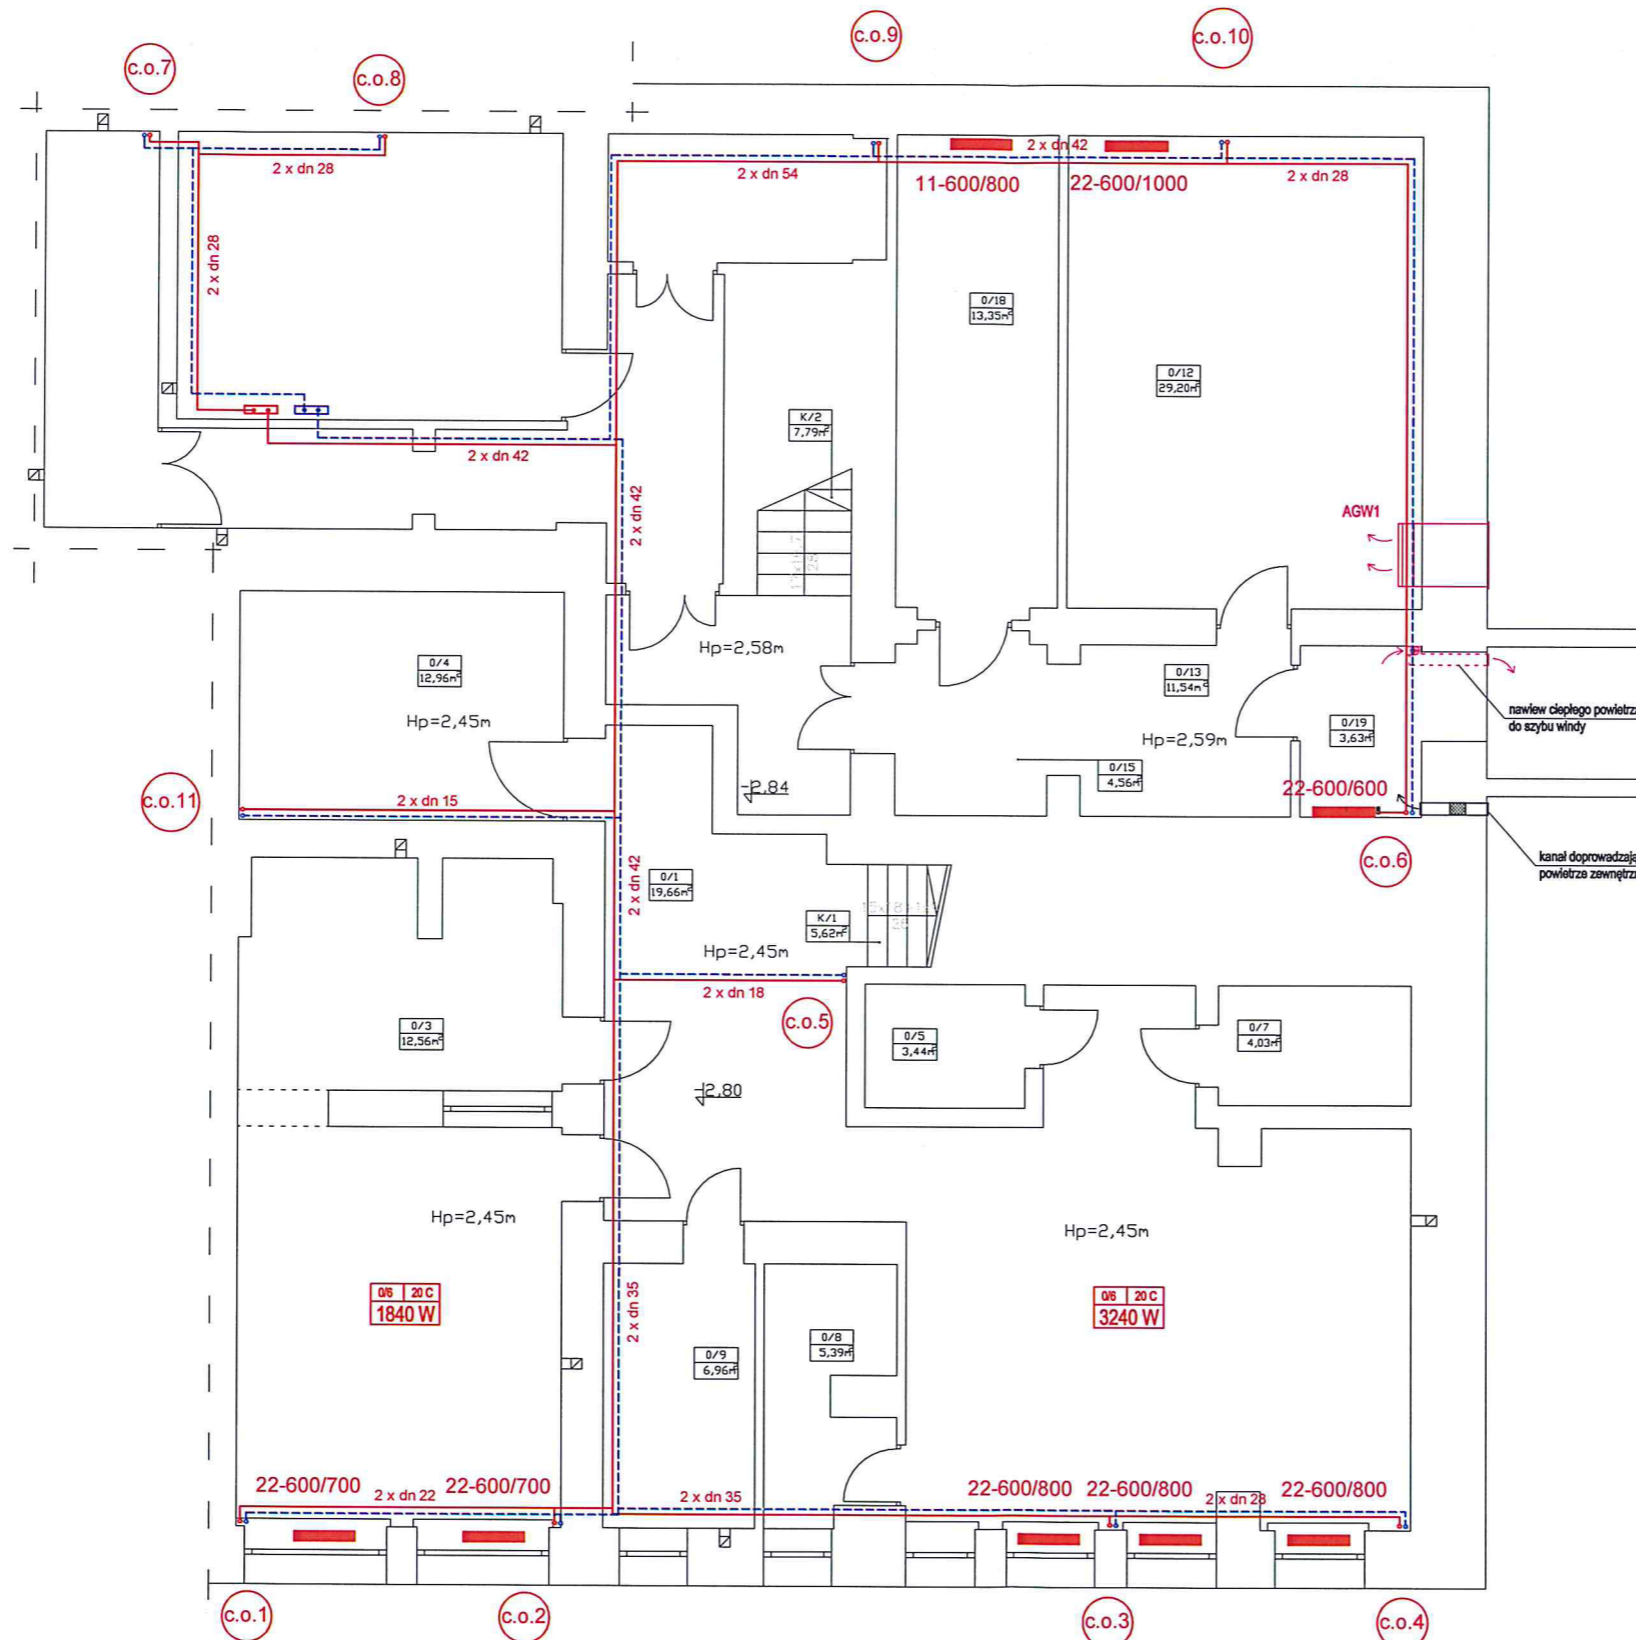 c.o.9
c.o.10
c.o.7
c.o.8
2 x dn 42
2 x dn 28
2 x dn 54
11-600/800
22-600/1000
2 x dn 28
2 x dn 28
0/18
13,35m²
0/12
29,20m²
K/2
7,79m²
2 x dn 42
2 x dn 42
AGW1
Hp=2,58m
0/4
12,96m²
0/13
11,54m²
Hp=2,45m
nawiew ciepłego powietrza
do szybu windy
0/19
3,63m²
Hp=2,59m
0/15
4,56m²
-2,84
22-600/600
c.o.11
2 x dn 15
c.o.6
kanał doprowadzają
powietrze zewnętrz
0/1
19,66m²
2 x dn 42
K/1
5,62m²
Hp=2,45m
2 x dn 18
c.o.5
0/3
12,56m²
0/5
3,44m²
0/7
4,03m²
-2,80
Hp=2,45m
Hp=2,45m
0/6 20 C
1840 W
0/6 20 C
3240 W
2 x dn 35
0/8
5,39m²
0/9
6,96m²
22-600/700
2 x dn 22
22-600/700
2 x dn 35
22-600/800
22-600/800
2 x dn 28
22-600/800
c.o.1
c.o.2
c.o.3
c.o.4